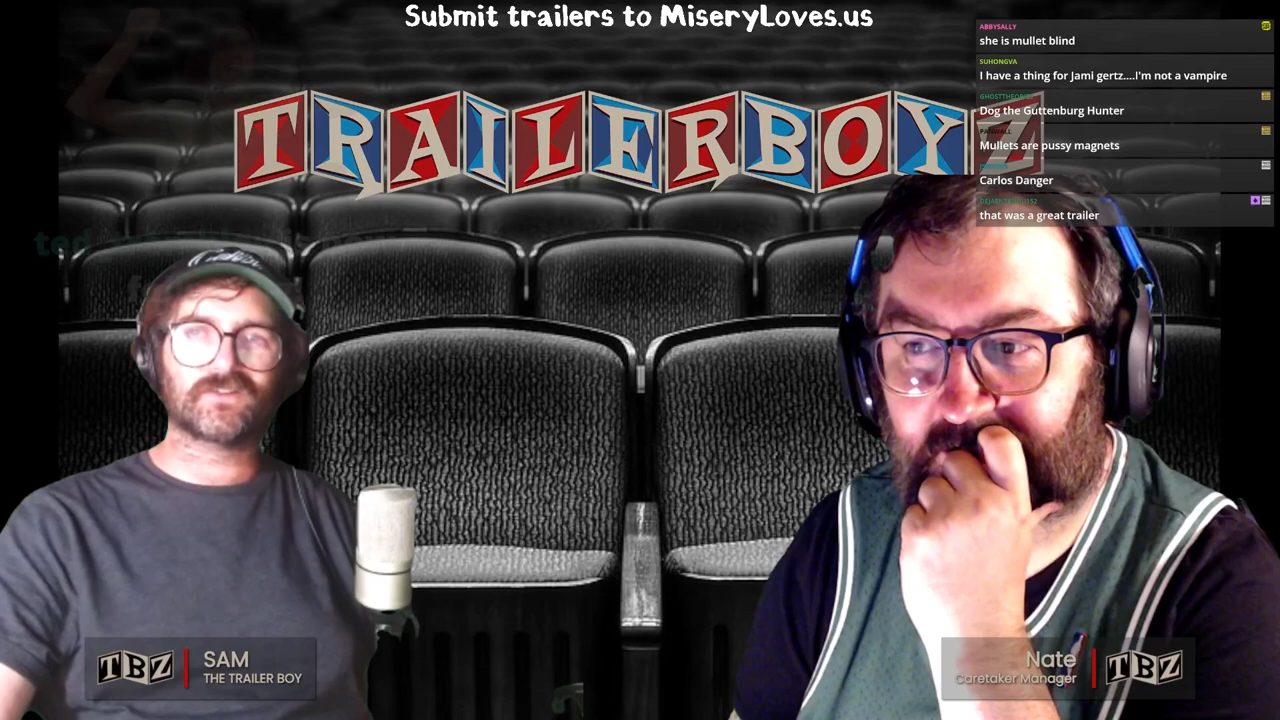 Submit trailers to MiseryLoves.us
TRAILERBOYZ
ABBYSALLY
she is mullet blind
SUHONGVA
I have a thing for Jami gertz....I'm not a vampire
Dog the Guttenburg Hunter
Mullets are pussy magnets
Carlos Danger
that was a great trailer
TBZ
SAM
THE TRAILER BOY
Nate
Caretaker Manager
TBZ